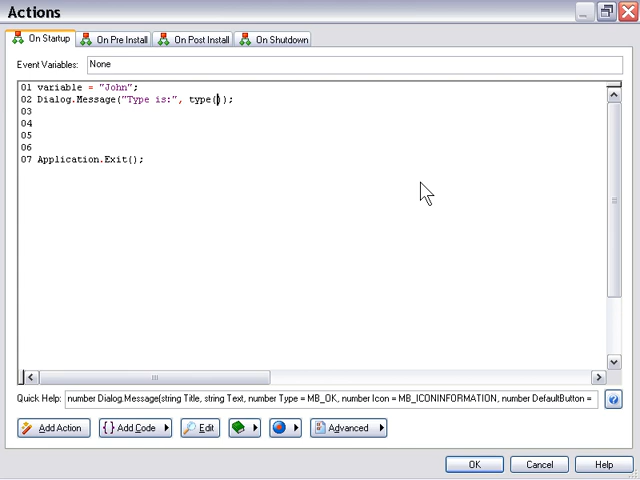 Actions
On Startup
On Pre Install
On Post Install
On Shutdown
Event Variables: None
01 variable = "John";
02 Dialog.Message("Type is:", type());
03
04
05
06
07 Application.Exit();
Quick Help: number Dialog.Message(string Title, string Text, number Type = MB_OK, number Icon = MB_ICONINFORMATION, number DefaultButton =
Add Action
{} Add Code
Edit
Advanced
OK
Cancel
Help